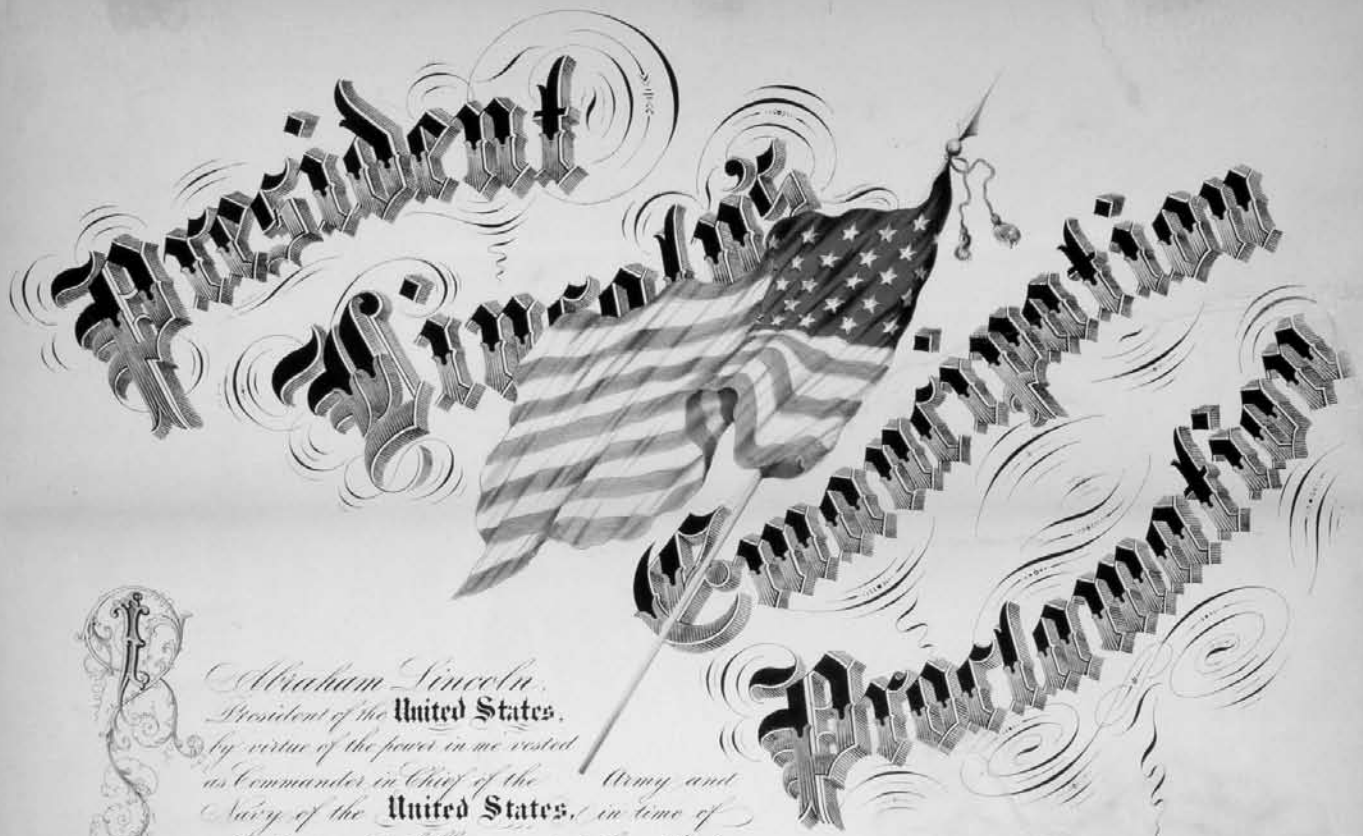 President
Lincoln's
Emancipation
Proclamation
I
Abraham Lincoln,
President of the United States,
by virtue of the power in me vested
as Commander in Chief of the Army and
Navy of the United States, in time of